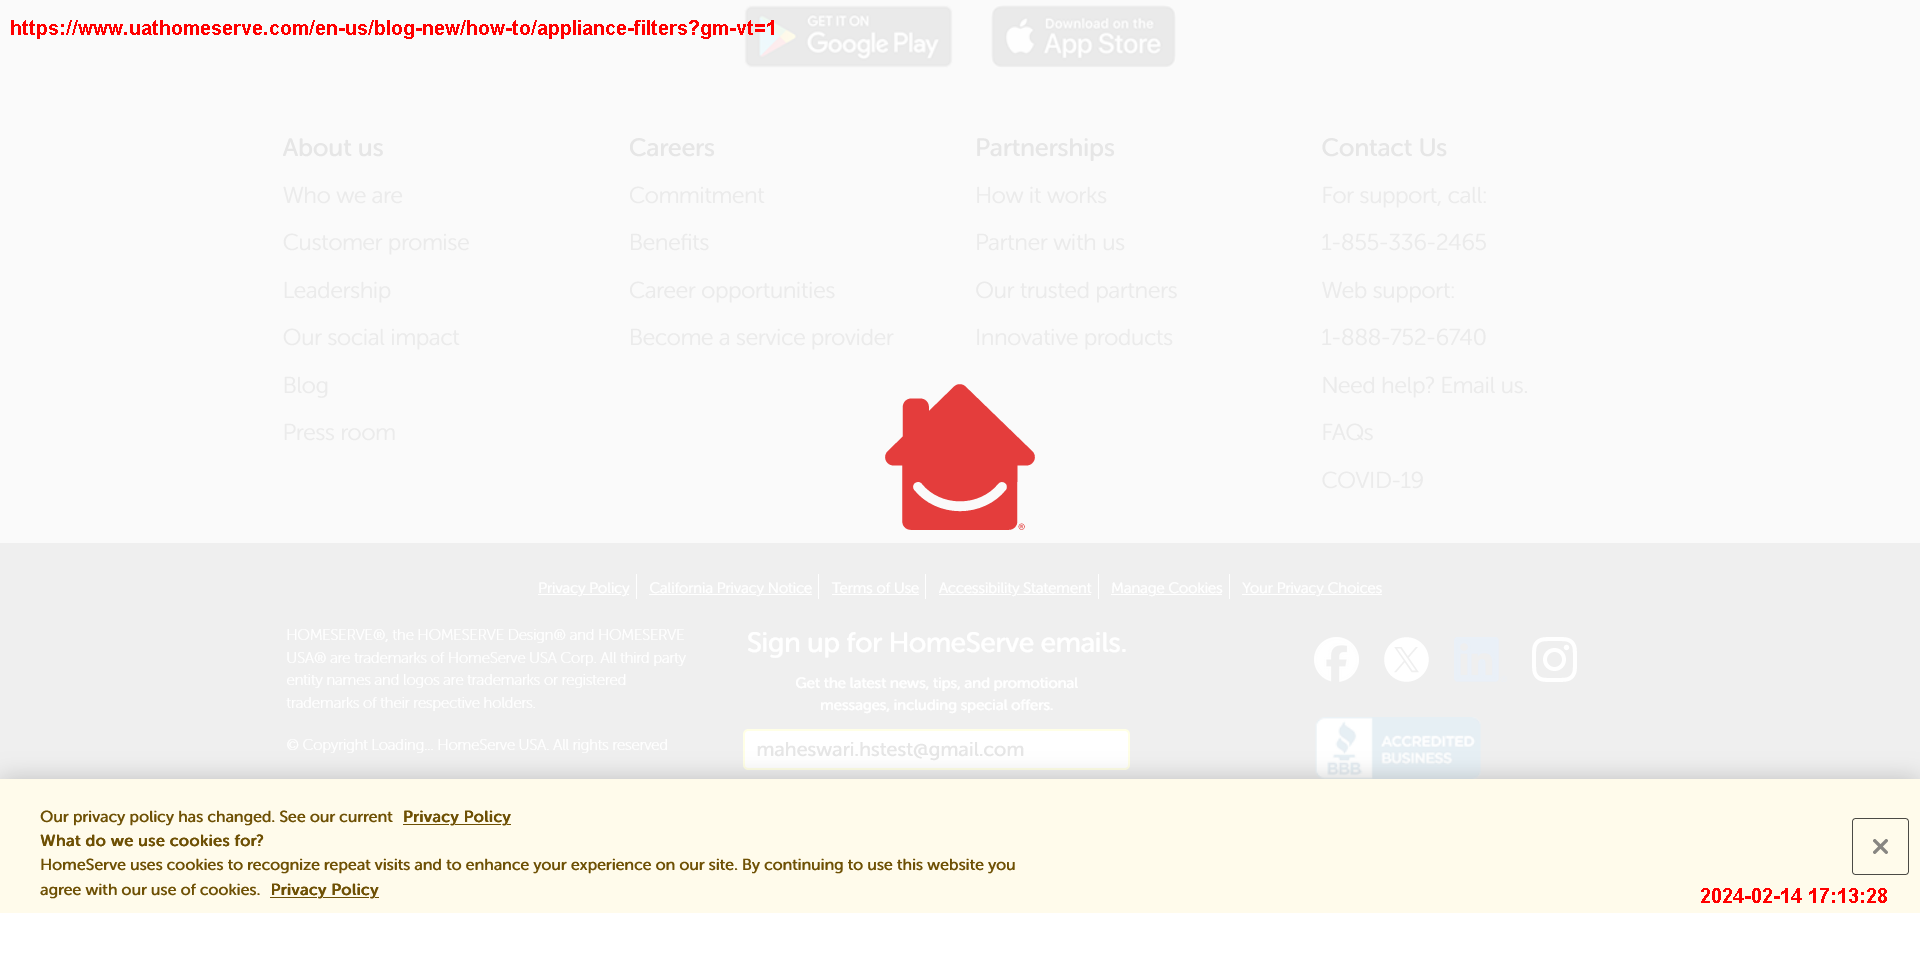 https://www.uathomeserve.com/en-us/blog-new/how-to/appliance-filters?gm-vt=1
GET IT ON
Google Play
Download on the
App Store
About us
Who we are
Customer promise
Leadership
Our social impact
Blog
Press room
Careers
Commitment
Benefits
Career opportunities
Become a service provider
Partnerships
How it works
Partner with us
Our trusted partners
Innovative products
Contact Us
For support, call:
1-855-336-2465
Web support:
1-888-752-6740
Need help? Email us.
FAQs
COVID-19
®
Privacy Policy
California Privacy Notice
Terms of Use
Accessibility Statement
Manage Cookies
Your Privacy Choices
HOMESERVE®, the HOMESERVE Design® and HOMESERVE
USA® are trademarks of HomeServe USA Corp. All third party
entity names and logos are trademarks or registered
trademarks of their respective holders.
© Copyright Loading... HomeServe USA. All rights reserved
Sign up for HomeServe emails.
Get the latest news, tips, and promotional
messages, including special offers.
maheswari.hstest@gmail.com
BBB
ACCREDITED
BUSINESS
Our privacy policy has changed. See our current Privacy Policy
What do we use cookies for?
HomeServe uses cookies to recognize repeat visits and to enhance your experience on our site. By continuing to use this website you
agree with our use of cookies. Privacy Policy
2024-02-14 17:13:28